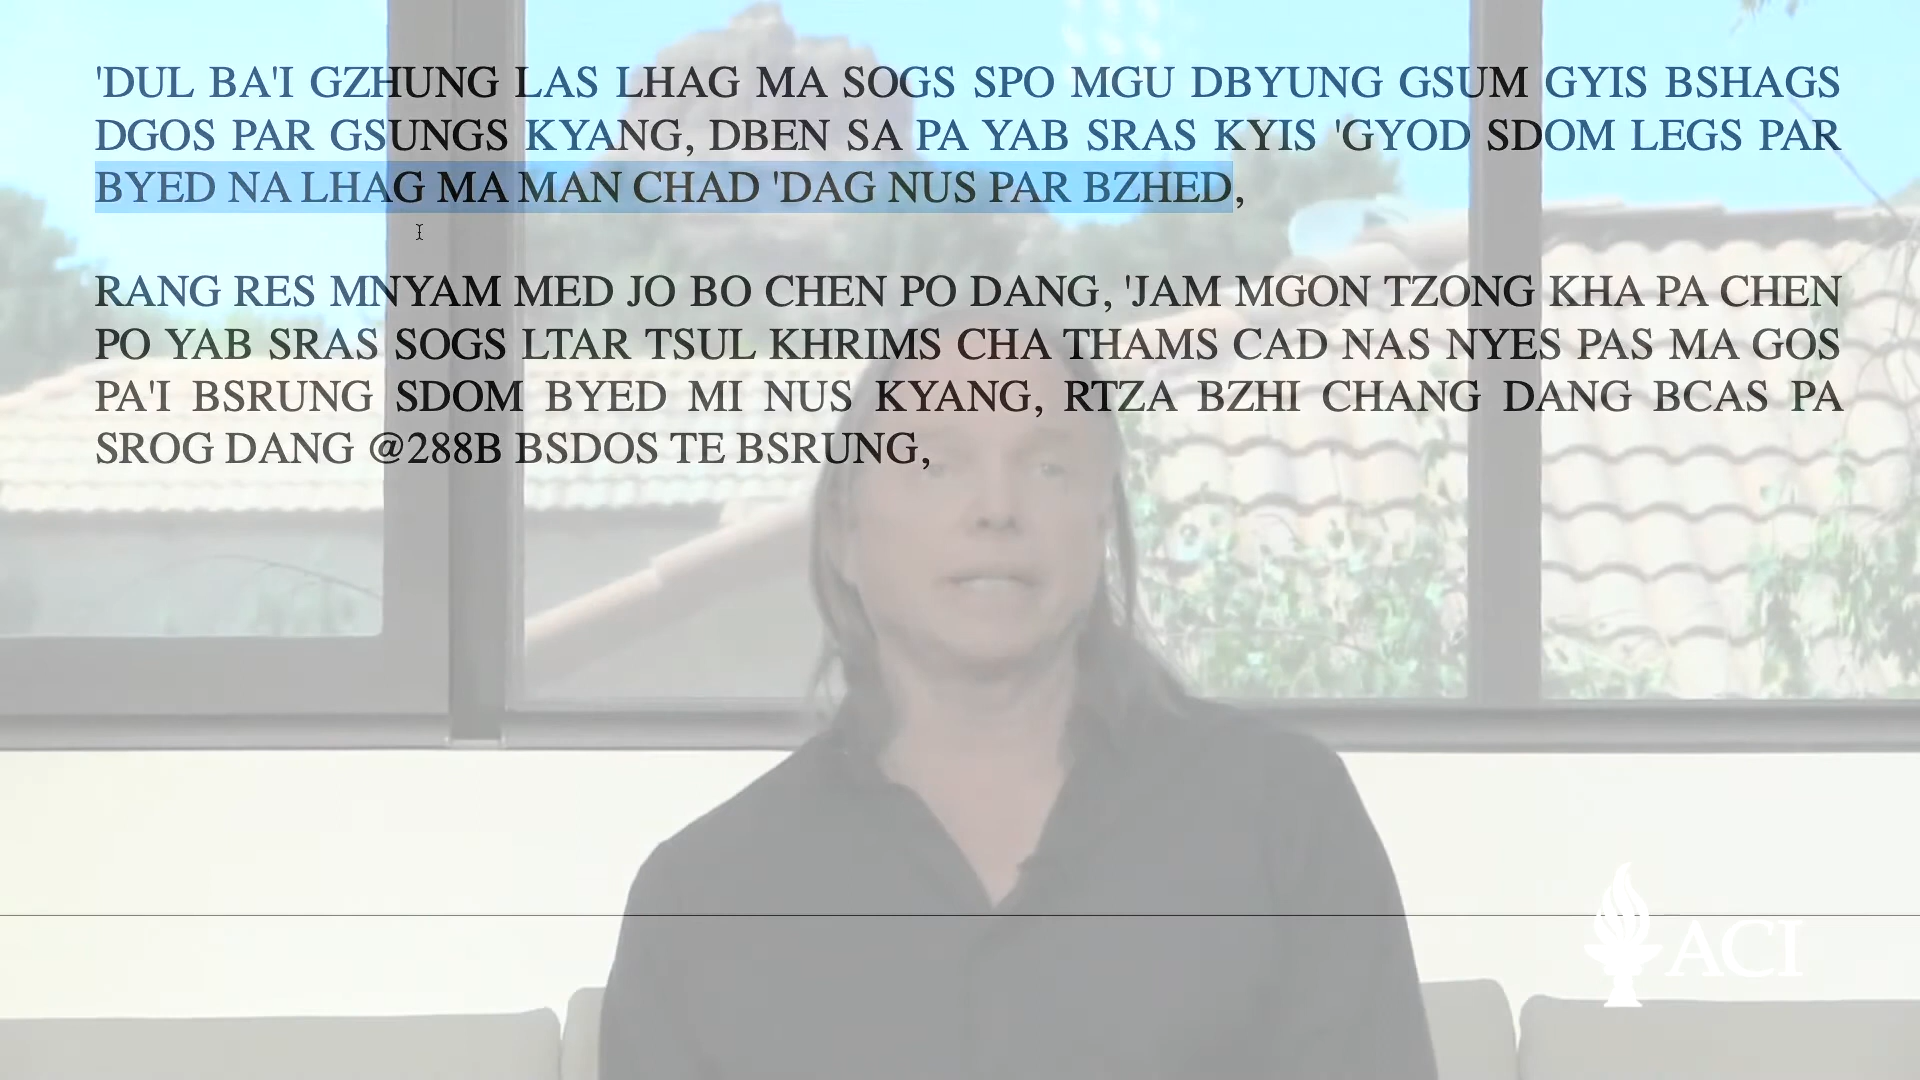 'DUL BA'I GZHUNG LAS LHAG MA SOGS SPO MGU DBYUNG GSUM GYIS BSHAGS
DGOS PAR GSUNGS KYANG, DBEN SA PA YAB SRAS KYIS 'GYOD SDOM LEGS PAR
BYED NA LHAG MA MAN CHAD 'DAG NUS PAR BZHED,
RANG RES MNYAM MED JO BO CHEN PO DANG, 'JAM MGON TZONG KHA PA CHEN
PO YAB SRAS SOGS LTAR TSUL KHRIMS CHA THAMS CAD NAS NYES PAS MA GOS
PA'I BSRUNG SDOM BYED MI NUS KYANG, RTZA BZHI CHANG DANG BCAS PA
SROG DANG @288B BSDOS TE BSRUNG,
ACI